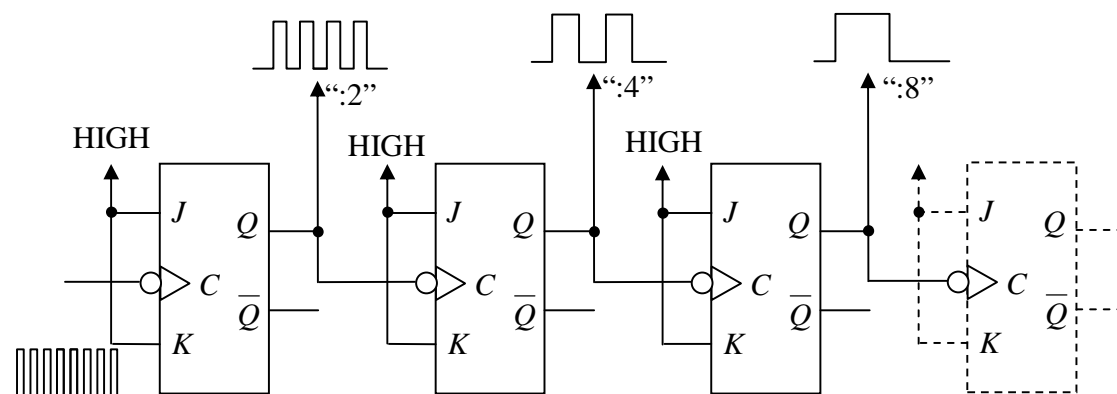 “:2” “:4” “:8”
HIGH HIGH HIGH
J J J J
Q Q Q Q
C C C C
Q̅ Q̅ Q̅ Q̅
K K K K